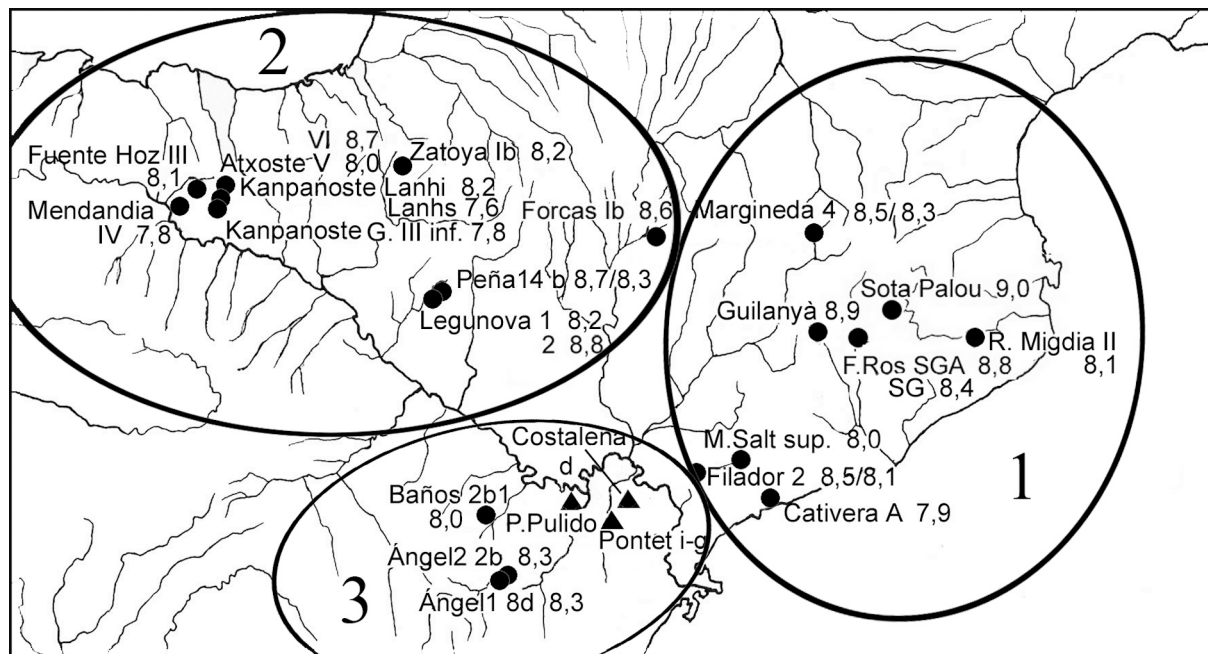 2
VI 8,7
Fuente Hoz III
8,1
Atxoste V 8,0
Zatoya Ib 8,2
Kanpanoste Lanhi 8,2
Lanhs 7,6
Mendandia
IV 7,8
Kanpanoste G. III inf. 7,8
Forcas Ib 8,6
Peña14 b 8,7/8,3
Legunova 1 8,2
2 8,8
Margineda 4 8,5/8,3
Sota Palou 9,0
Guilanyà 8,9
R. Migdia II
8,1
F.Ros SGA 8,8
SG 8,4
M.Salt sup. 8,0
Filador 2 8,5/8,1
Cativera A 7,9
1
Costalena
d
Baños 2b1
8,0
P.Pulido
Pontet i-g
Ángel2 2b 8,3
Ángel1 8d 8,3
3